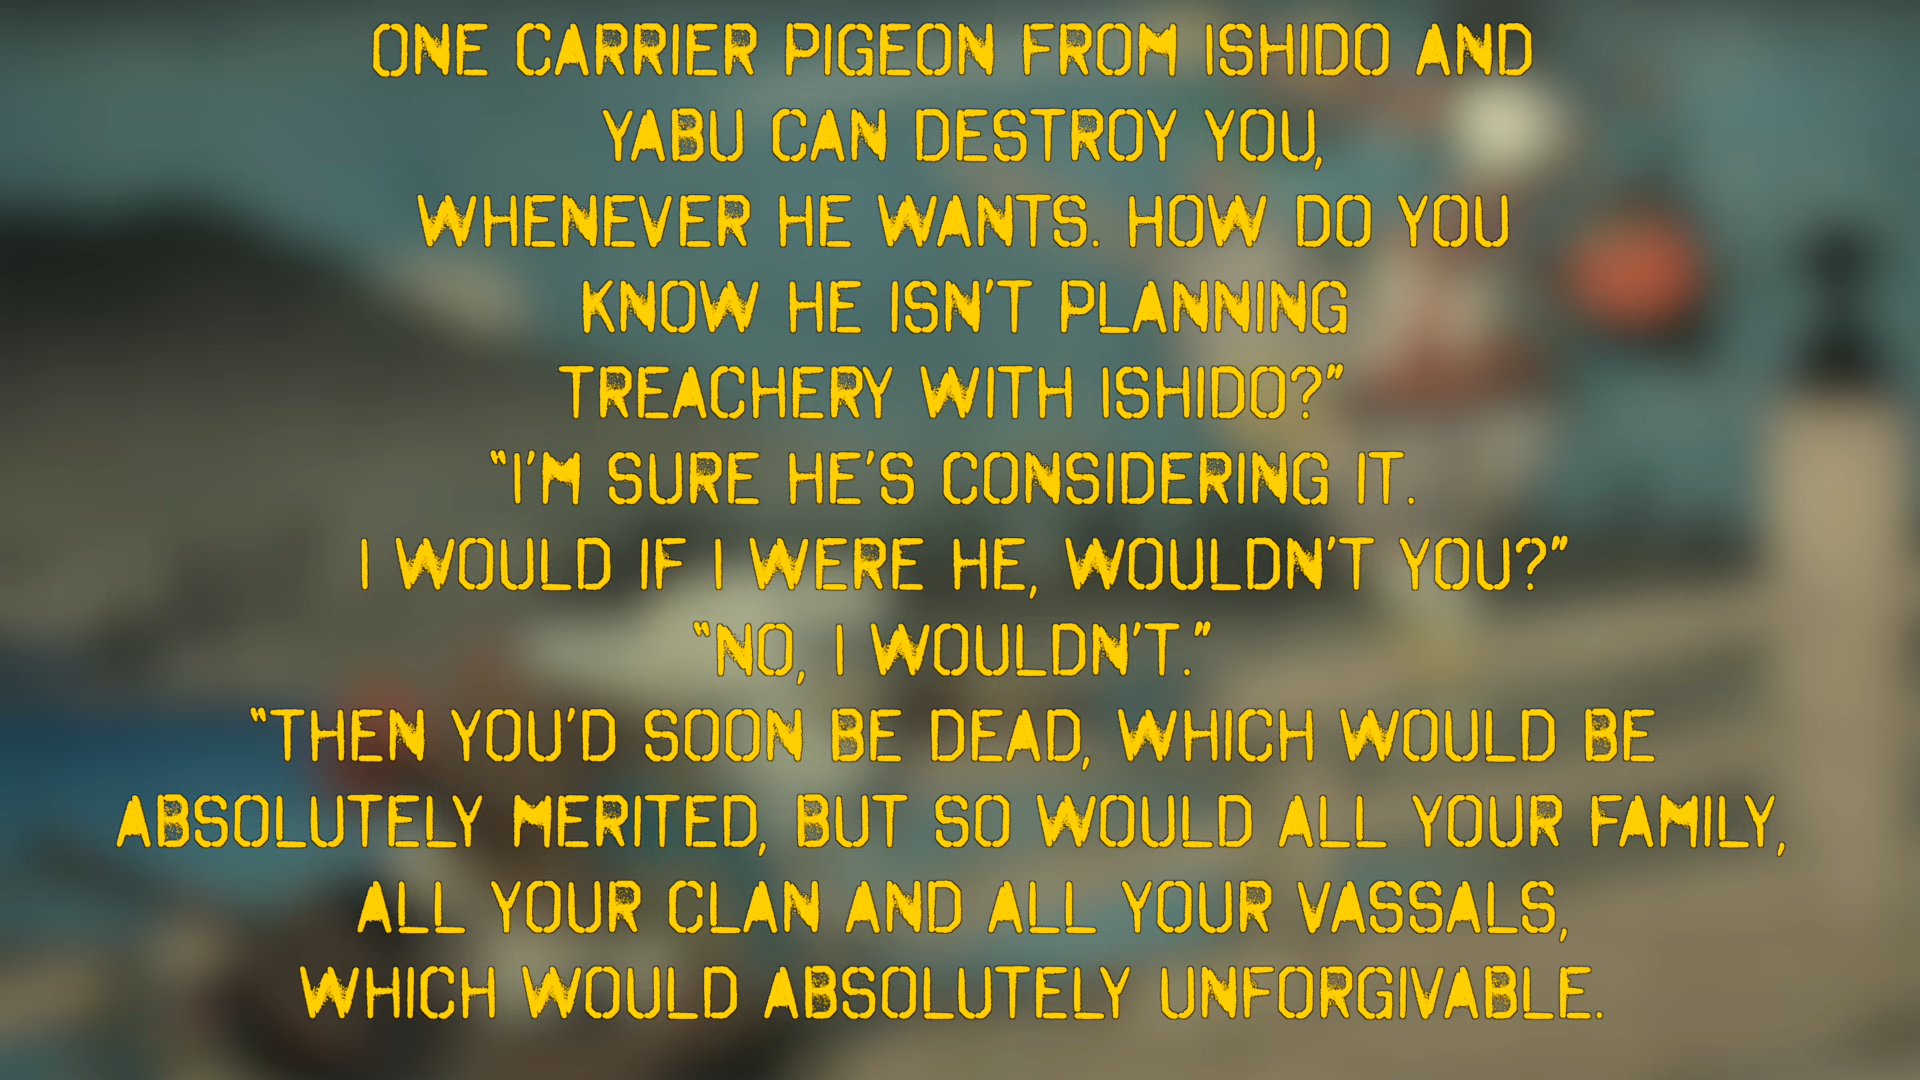 ONE CARRIER PIGEON FROM ISHIDO AND
YABU CAN DESTROY YOU,
WHENEVER HE WANTS. HOW DO YOU
KNOW HE ISN'T PLANNING
TREACHERY WITH ISHIDO?"
"I'M SURE HE'S CONSIDERING IT.
I WOULD IF I WERE HE, WOULDN'T YOU?"
"NO, I WOULDN'T."
"THEN YOU'D SOON BE DEAD, WHICH WOULD BE
ABSOLUTELY MERITED, BUT SO WOULD ALL YOUR FAMILY,
ALL YOUR CLAN AND ALL YOUR VASSALS,
WHICH WOULD ABSOLUTELY UNFORGIVABLE.